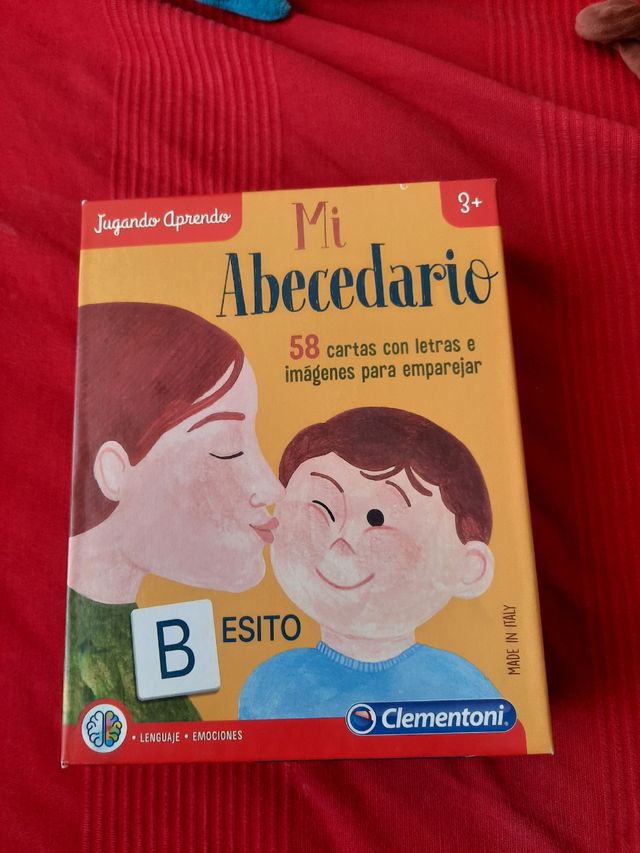 Jugando Aprendo
3+
Mi
Abecedario
58 cartas con letras e
imágenes para emparejar
B ESITO
MADE IN ITALY
Clementoni®
• LENGUAJE • EMOCIONES